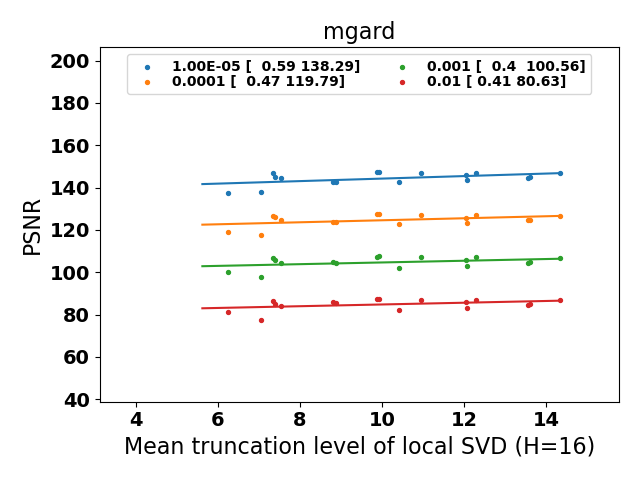 mgard
1.00E-05 [  0.59 138.29]
0.0001 [  0.47 119.79]
0.001 [  0.4  100.56]
0.01 [ 0.41 80.63]
200
180
160
140
120
100
80
60
40
PSNR
4 6 8 10 12 14
Mean truncation level of local SVD (H=16)